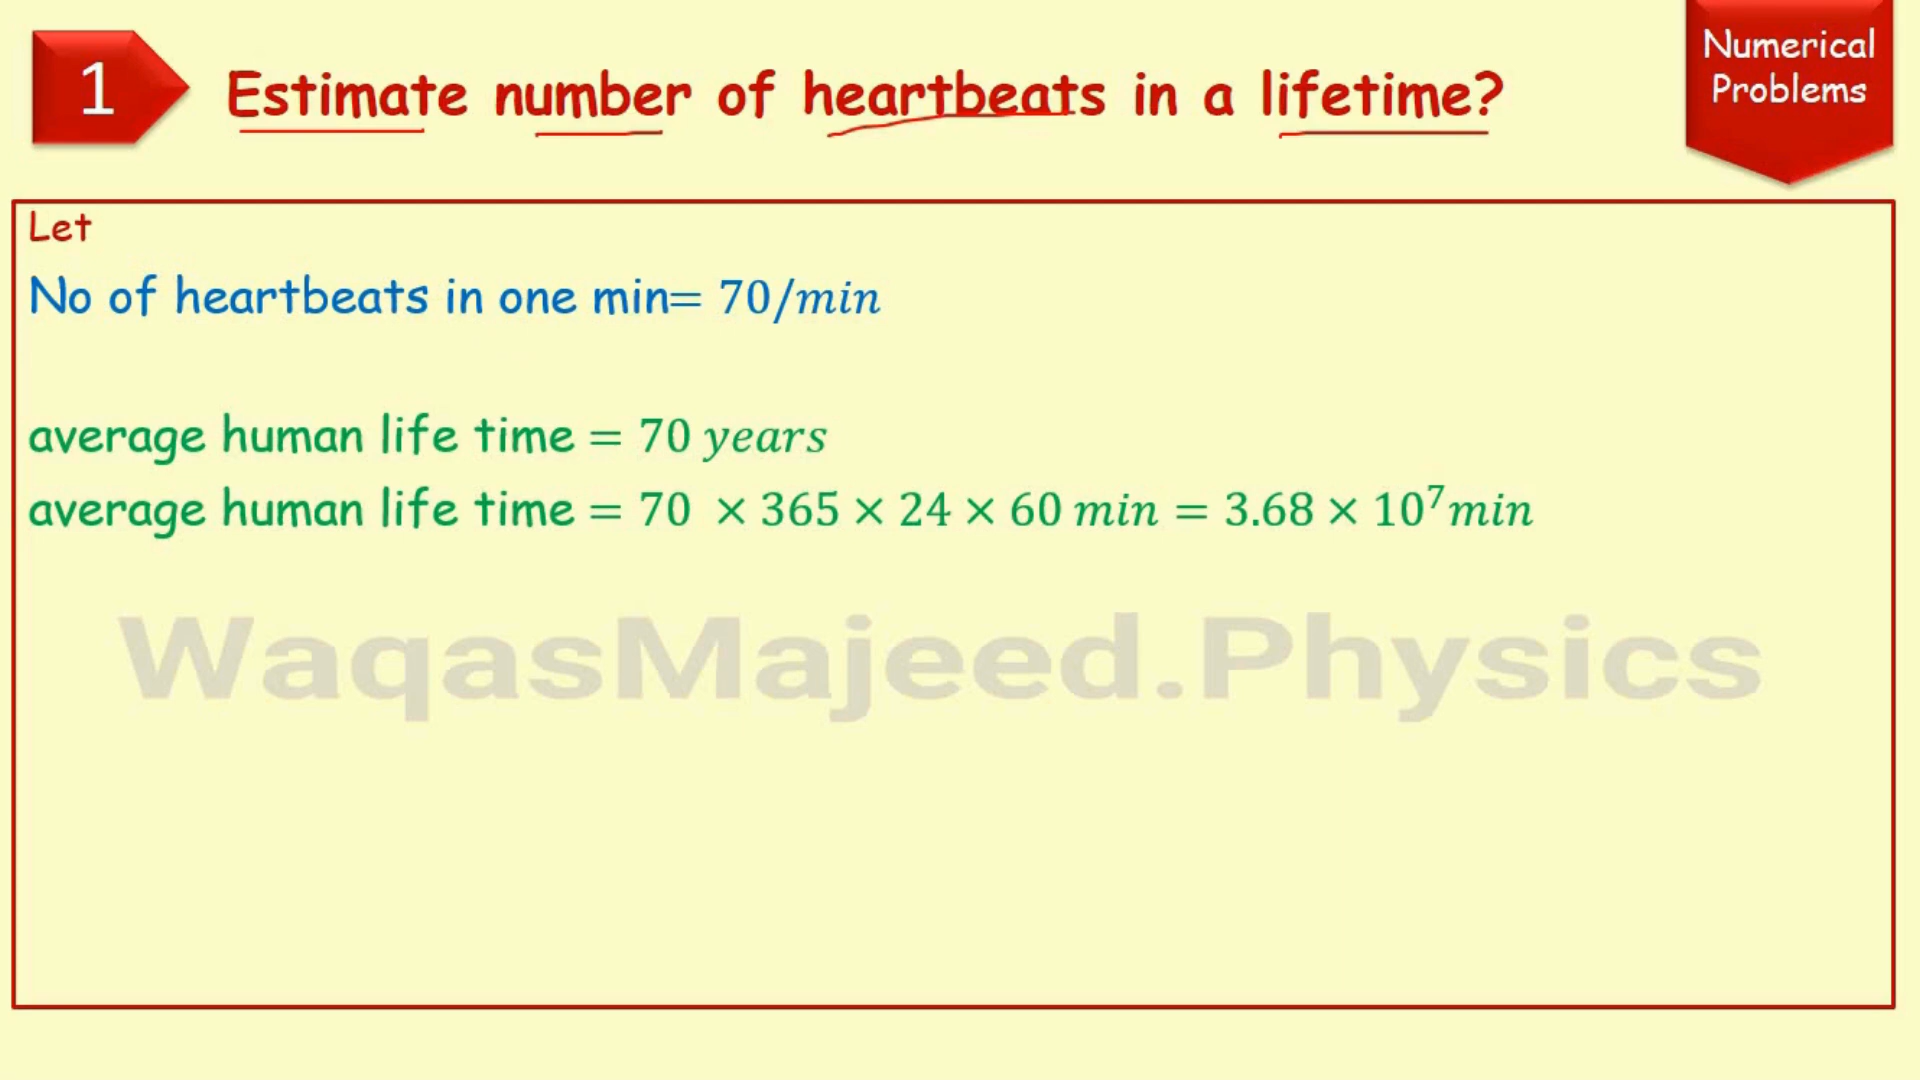 1
Estimate number of heartbeats in a lifetime?
Numerical
Problems
Let
No of heartbeats in one min= 70/min
average human life time = 70 years
average human life time = 70 × 365 × 24 × 60 min = 3.68 × 10⁷min
WaqasMajeed.Physics